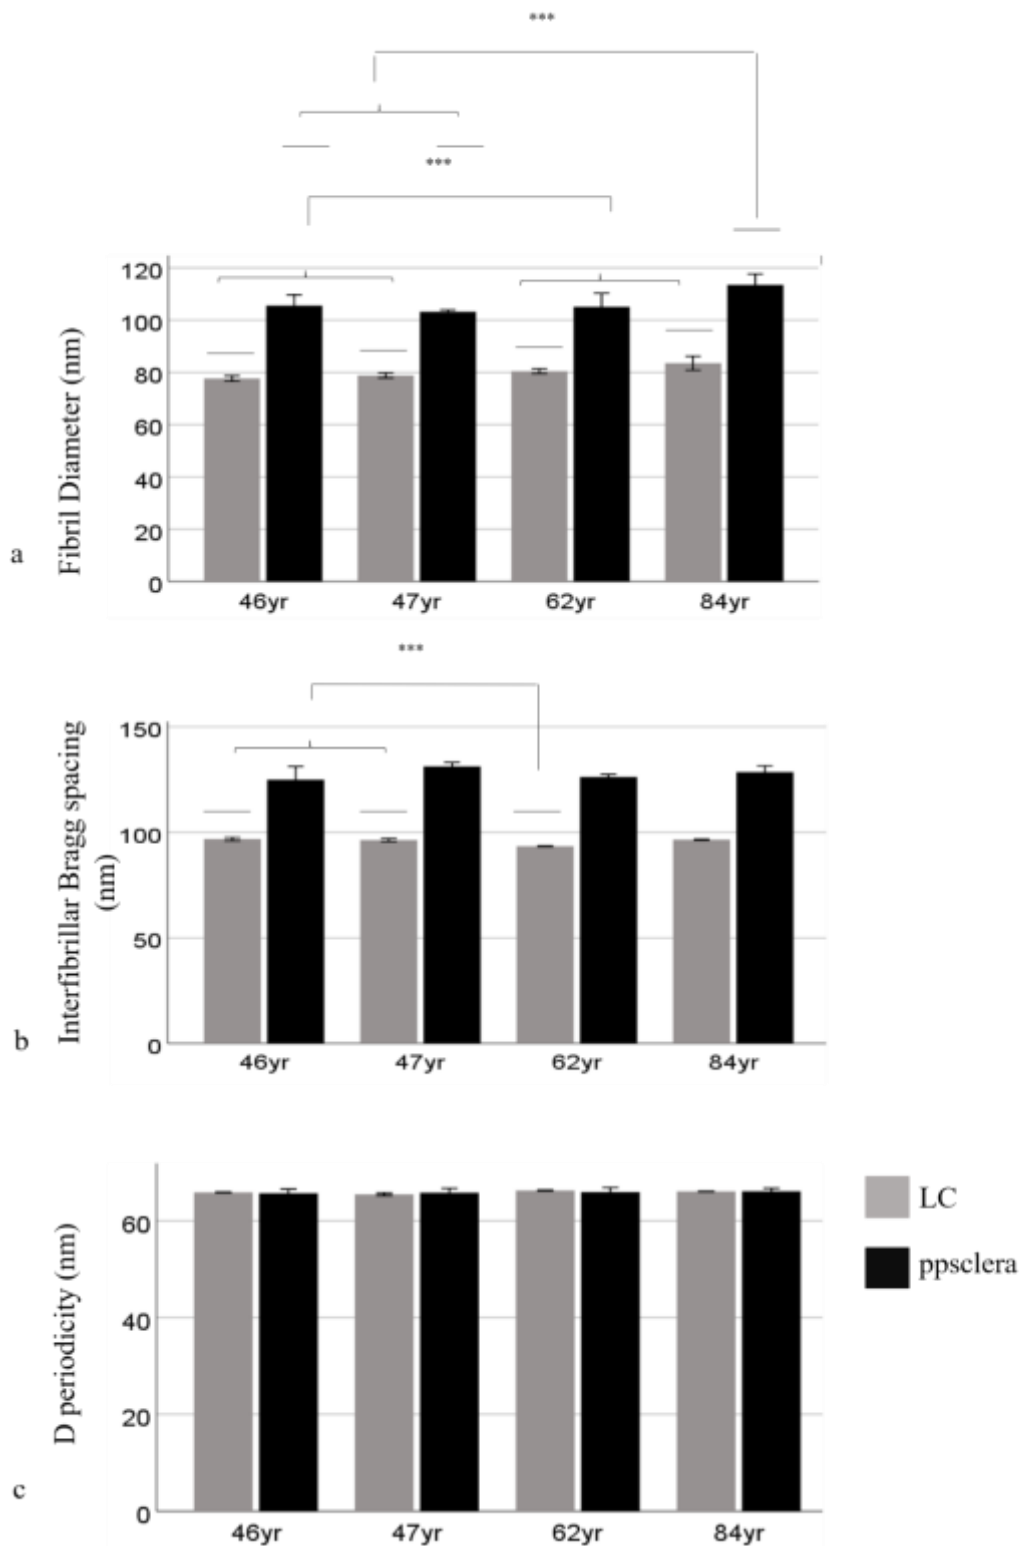 ***
***
120
100
80
60
40
20
0
Fibril Diameter (nm)
a
46yr 47yr 62yr 84yr
***
150
100
50
0
Interfibrillar Bragg spacing
(nm)
b
46yr 47yr 62yr 84yr
60
40
20
0
D periodicity (nm)
c
46yr 47yr 62yr 84yr
LC
ppsclera